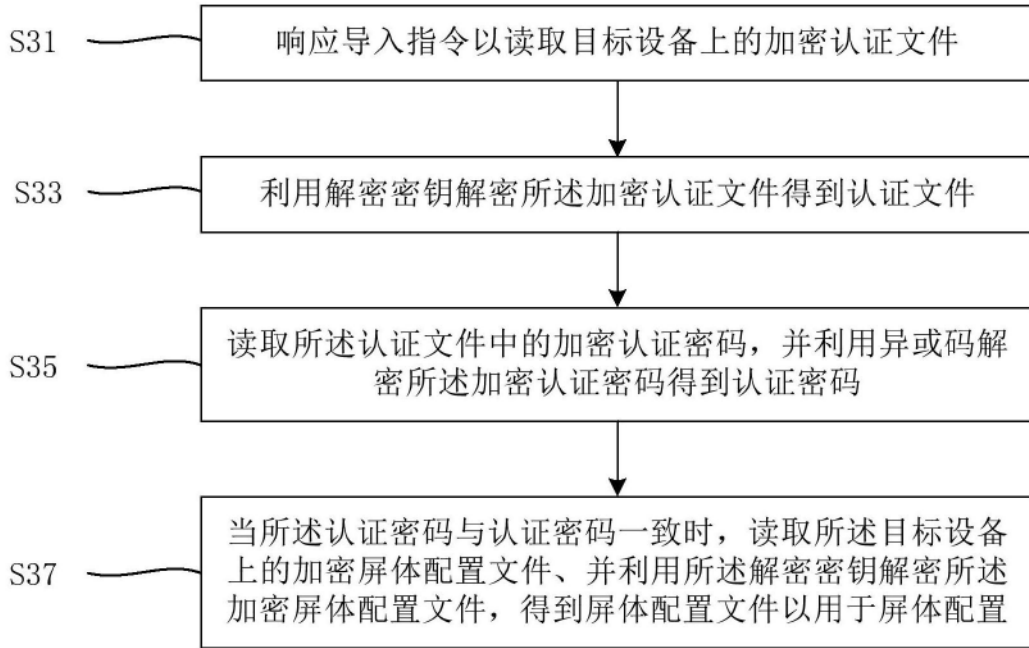 S31
响应导入指令以读取目标设备上的加密认证文件
S33
利用解密密钥解密所述加密认证文件得到认证文件
S35
读取所述认证文件中的加密认证密码，并利用异或码解
密所述加密认证密码得到认证密码
S37
当所述认证密码与认证密码一致时，读取所述目标设备
上的加密屏体配置文件、并利用所述解密密钥解密所述
加密屏体配置文件，得到屏体配置文件以用于屏体配置